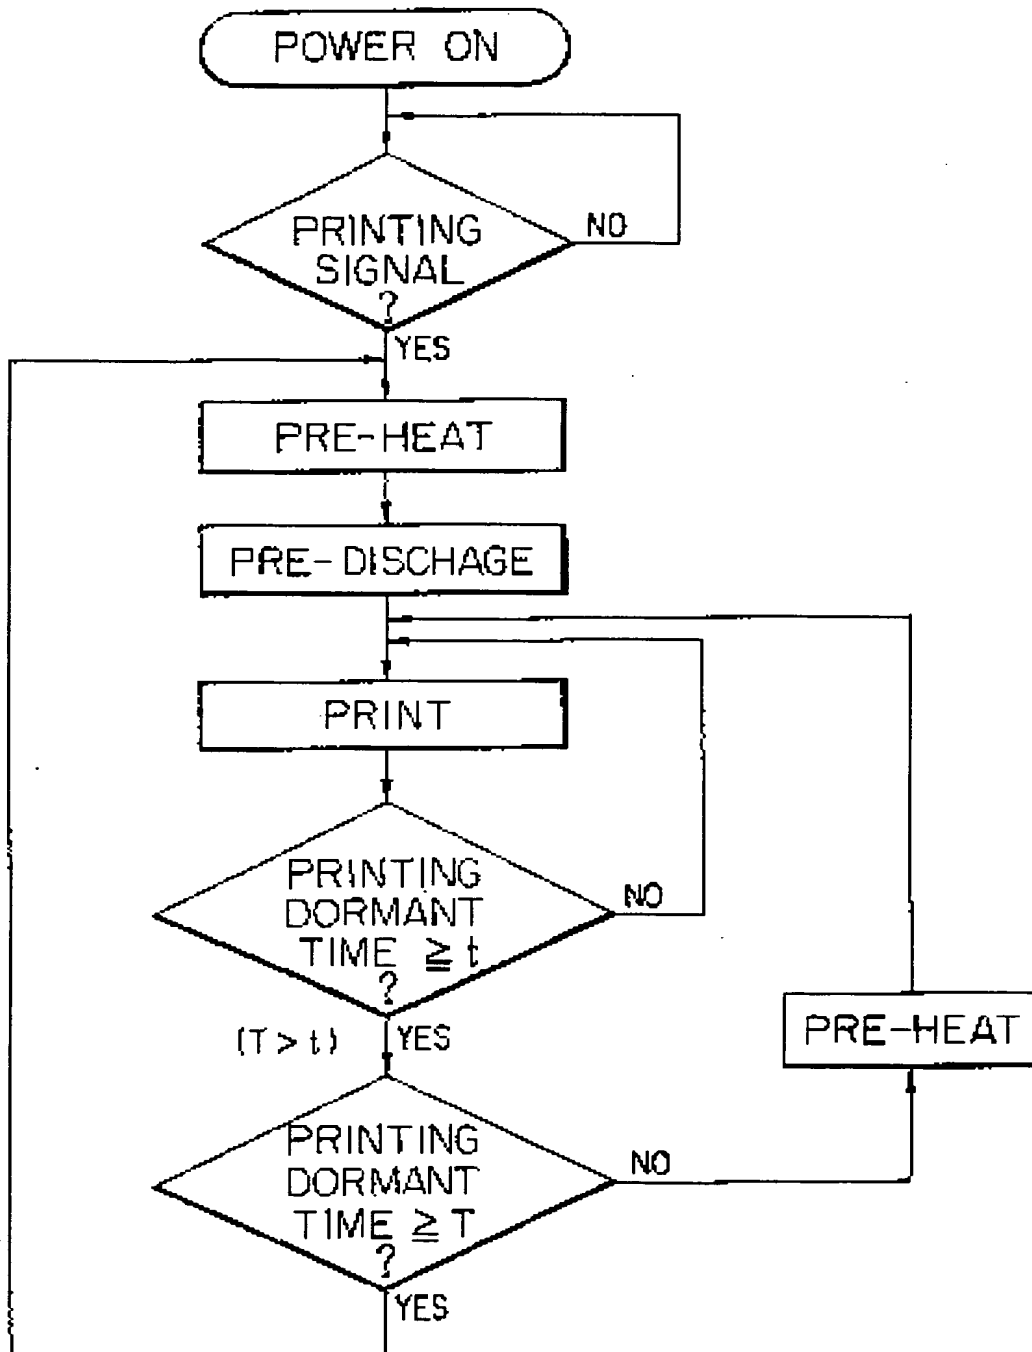 POWER ON
PRINTING
SIGNAL
?
NO
YES
PRE-HEAT
PRE-DISCHAGE
PRINT
PRINTING
DORMANT
TIME ≧ t
?
NO
(T > t)
YES
PRE-HEAT
PRINTING
DORMANT
TIME ≧ T
?
NO
YES